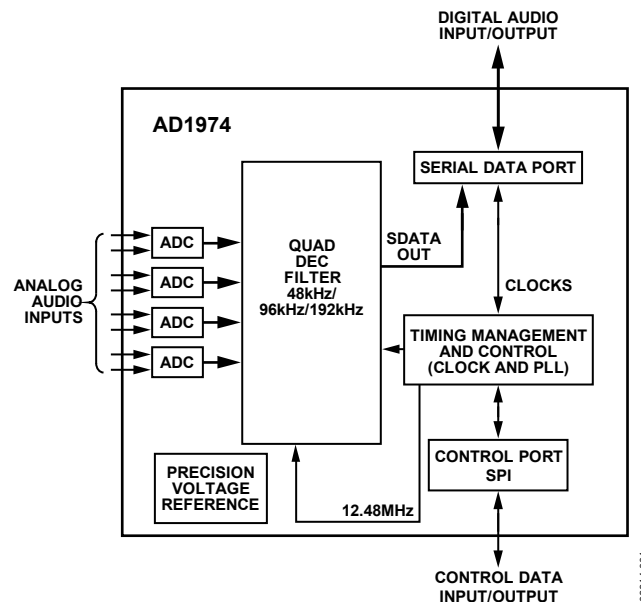 DIGITAL AUDIO
INPUT/OUTPUT
AD1974
SERIAL DATA PORT
ADC
ADC
ADC
ADC
QUAD
DEC
FILTER
48kHz/
96kHz/192kHz
SDATA
OUT
CLOCKS
ANALOG
AUDIO
INPUTS
TIMING MANAGEMENT
AND CONTROL
(CLOCK AND PLL)
PRECISION
VOLTAGE
REFERENCE
12.48MHz
CONTROL PORT
SPI
CONTROL DATA
INPUT/OUTPUT